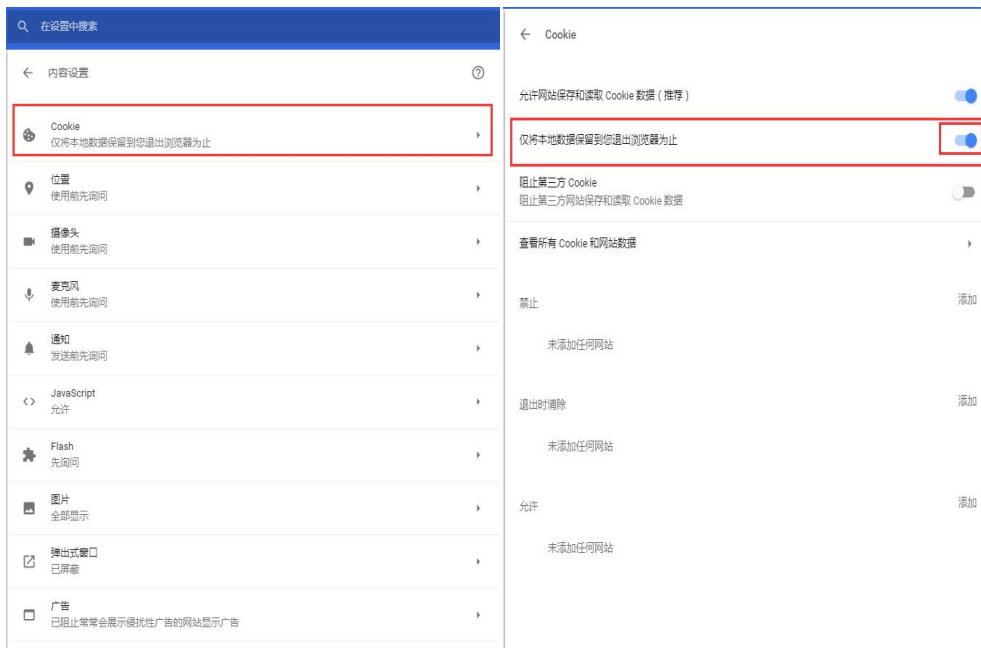 在设置中搜索
内容设置
Cookie
仅将本地数据保留到您退出浏览器为止
位置
使用前先询问
摄像头
使用前先询问
麦克风
使用前先询问
通知
发送前先询问
JavaScript
允许
Flash
先询问
图片
全部显示
弹出式窗口
已屏蔽
广告
已阻止常常会展示侵扰性广告的网站显示广告
Cookie
允许网站保存和读取 Cookie 数据（推荐）
仅将本地数据保留到您退出浏览器为止
阻止第三方 Cookie
阻止第三方网站保存和读取 Cookie 数据
查看所有 Cookie 和网站数据
禁止 添加
未添加任何网站
退出时清除 添加
未添加任何网站
允许 添加
未添加任何网站